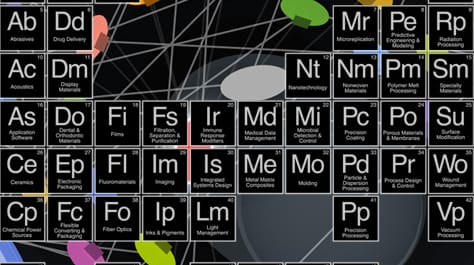 Ab Dd Mr Pe Rp
Abrasives Drug Delivery Microreplication Predictive Engineering & Modeling Radiation Processing
Ac Dm Nt Nm Pm Sm
Acoustics Display Materials Nanotechnology Nonwoven Materials Polymer Melt Processing Specialty Materials
As Do Fi Fs Ir Md Mi Pc Po Su
Application Software Dental & Orthodontic Materials Films Filtration, Separation & Purification Immune Response Modifiers Medical Data Management Microbial Detection & Control Precision Coating Porous Materials & Membranes Surface Modification
Ce Ep Fl Im Is Me Mo Pd Pr Wo
Ceramics Electronic Packaging Fluoromaterials Imaging Integrated Systems Design Metal Matrix Composites Molding Particle & Dispersion Processing Process Design & Control Wound Management
Cp Fc Fo Ip Lm Pp Vp
Chemical Power Sources Flexible Converting & Packaging Fiber Optics Inks & Pigments Light Management Precision Processing Vapor Processing